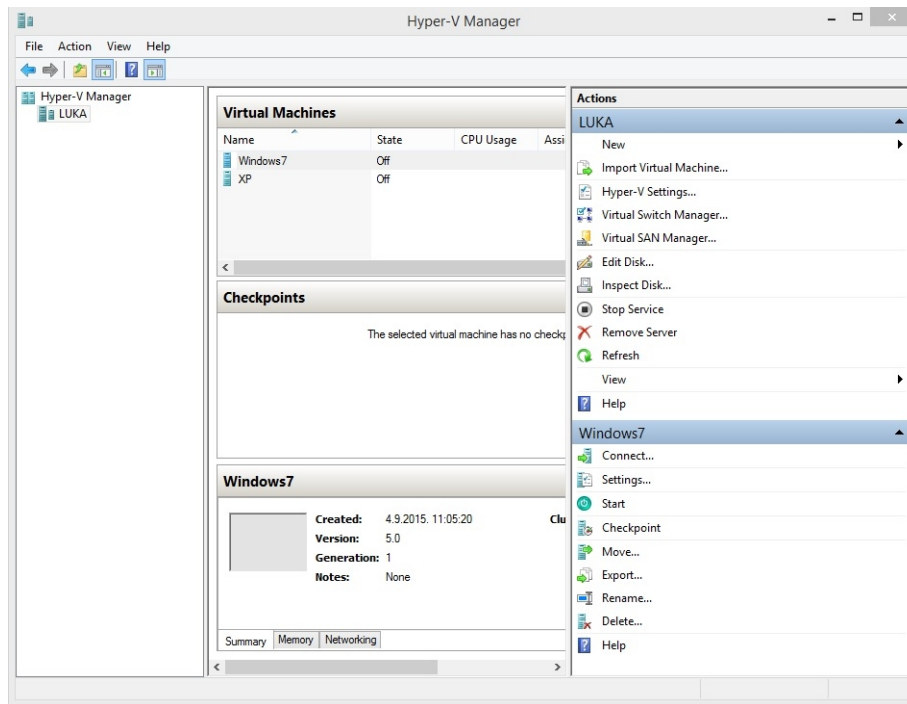 Hyper-V Manager
File Action View Help
Hyper-V Manager
LUKA
Virtual Machines
Name State CPU Usage Assi
Windows7 Off
XP Off
Checkpoints
The selected virtual machine has no checkp
Windows7
Created: 4.9.2015. 11:05:20 Clu
Version: 5.0
Generation: 1
Notes: None
Summary Memory Networking
Actions
LUKA
New
Import Virtual Machine...
Hyper-V Settings...
Virtual Switch Manager...
Virtual SAN Manager...
Edit Disk...
Inspect Disk...
Stop Service
Remove Server
Refresh
View
Help
Windows7
Connect...
Settings...
Start
Checkpoint
Move...
Export...
Rename...
Delete...
Help